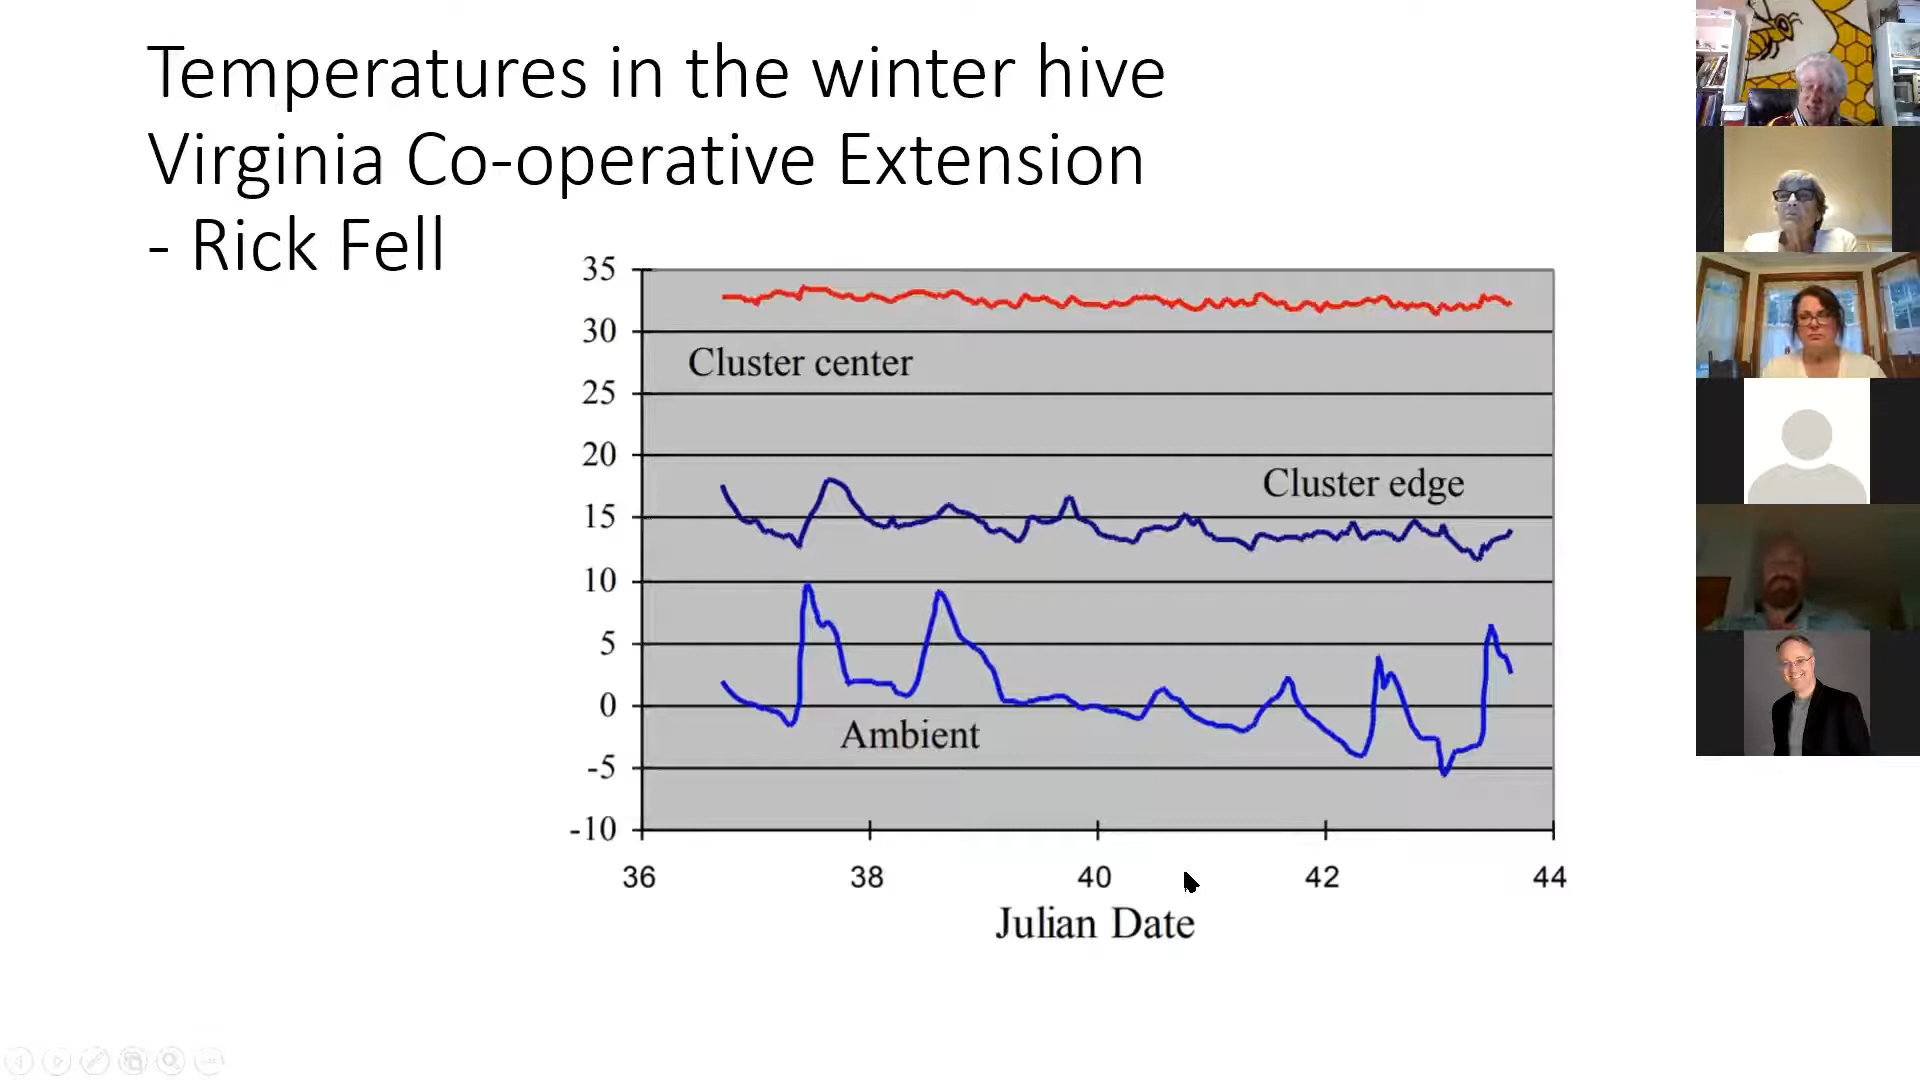 Temperatures in the winter hive
Virginia Co-operative Extension
- Rick Fell
35
30
Cluster center
25
20
Cluster edge
15
10
5
0
Ambient
-5
-10
36 38 40 42 44
Julian Date